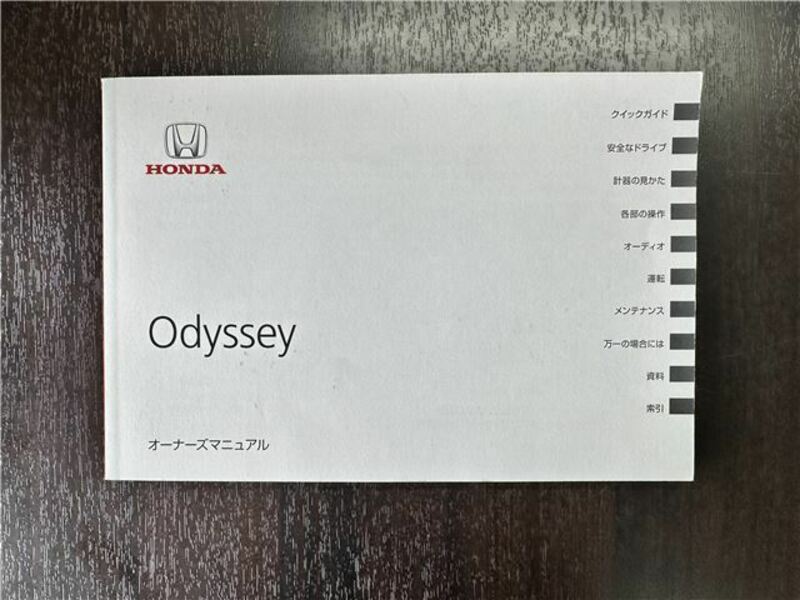 HONDA
Odyssey
オーナーズマニュアル
クイックガイド
安全なドライブ
計器の見かた
各部の操作
オーディオ
運転
メンテナンス
万一の場合には
資料
索引